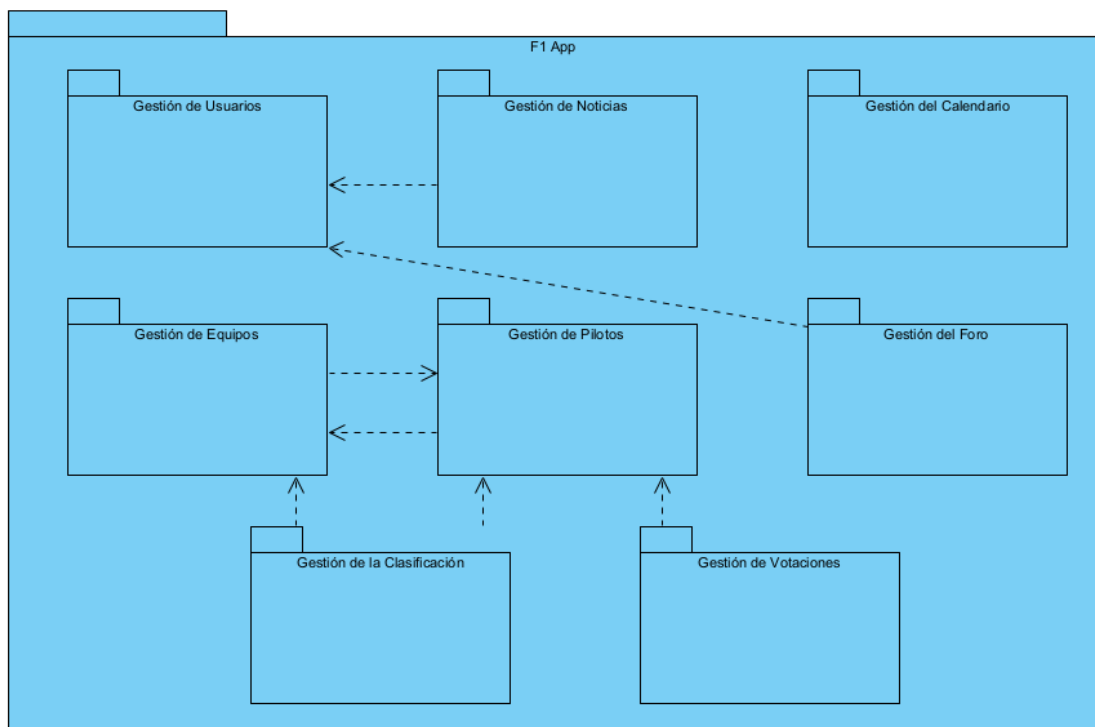 F1 App
Gestión de Usuarios
Gestión de Noticias
Gestión del Calendario
Gestión de Equipos
Gestión de Pilotos
Gestión del Foro
Gestión de la Clasificación
Gestión de Votaciones